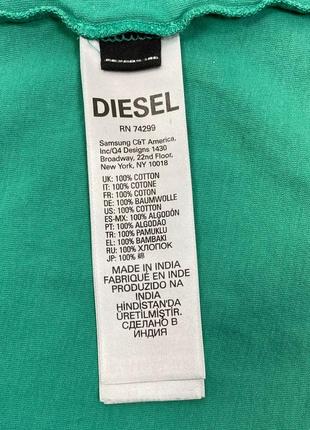 DIESEL
RN 74299
Samsung C&T America,
Inc/Q4 Designs 1430
Broadway, 22nd Floor,
New York, NY 10018
UK: 100% COTTON
IT: 100% COTONE
FR: 100% COTON
DE: 100% BAUMWOLLE
US: 100% COTTON
ES-MX: 100% ALGODÓN
PT: 100% ALGODÃO
TR: 100% PAMUKLU
EL: 100% BAMBAKI
RU: 100% ХЛОПОК
JP: 100% 綿
MADE IN INDIA
FABRIQUÉ EN INDE
PRODUZIDO NA
INDIA
HİNDİSTAN'DA
ÜRETİLMİŞTİR.
СДЕЛАНО В
ИНДИЯ